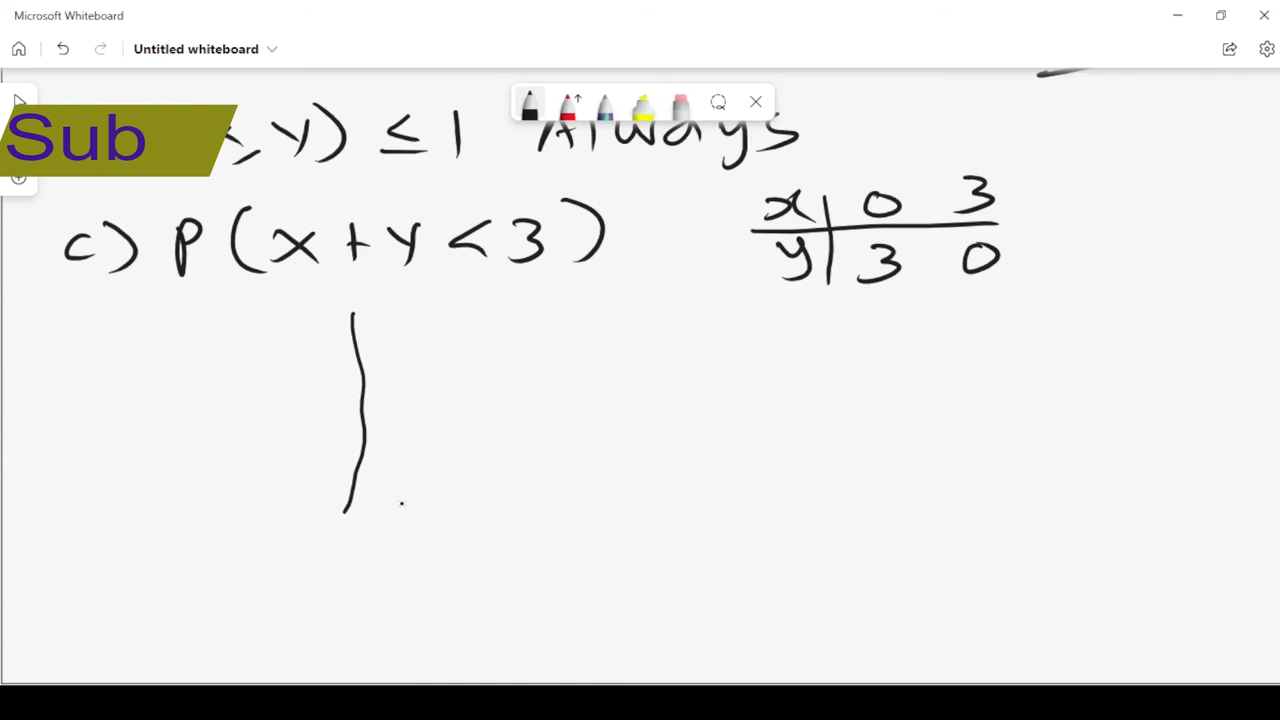 Microsoft Whiteboard
Untitled whiteboard
Sub
, y) ≤ 1 Always
c) P(x + y < 3)
x | 0 3
y | 3 0